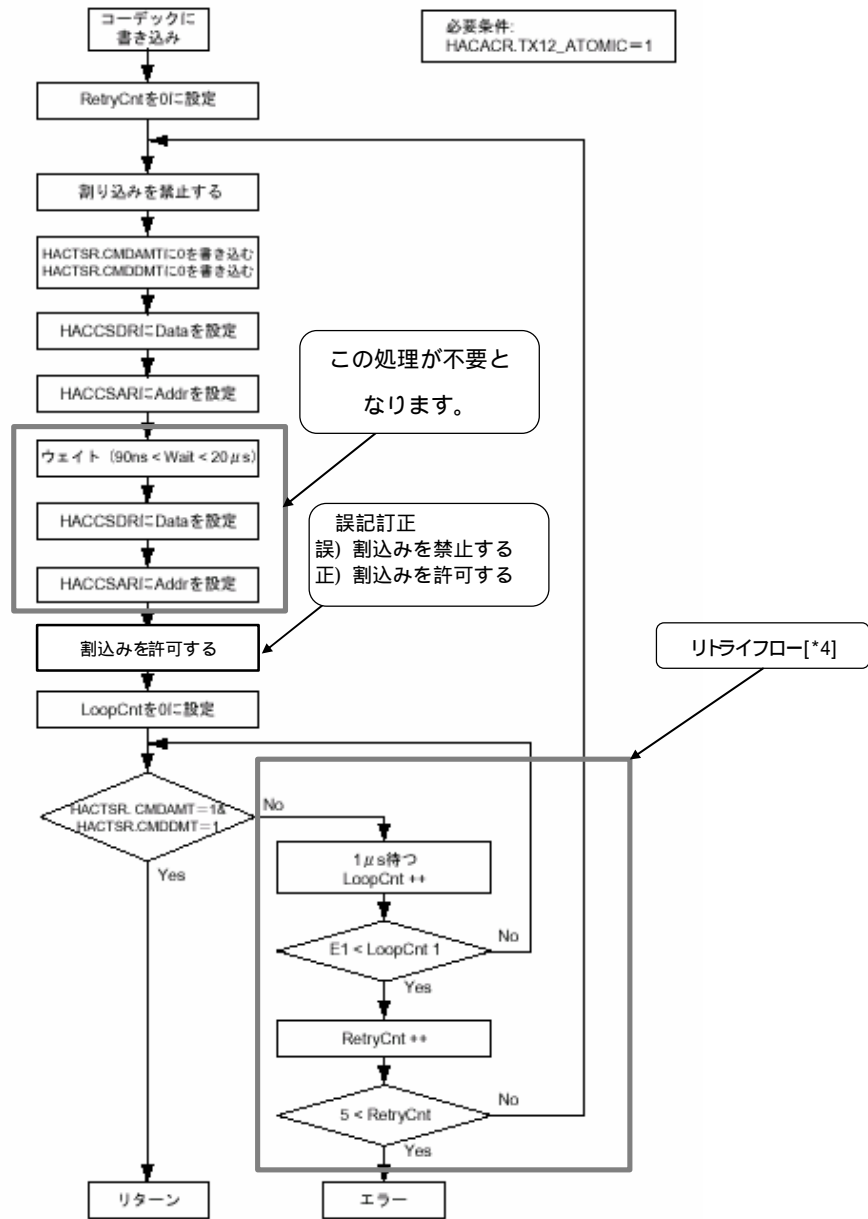 コーデックに
書き込み
必要条件:
HACACR.TX12_ATOMIC=1
RetryCntを0に設定
割り込みを禁止する
HACTSR.CMDAMTに0を書き込む
HACTSR.CMDDMTに0を書き込む
HACCSDRにDataを設定
HACCSARにAddrを設定
この処理が不要と
なります。
ウェイト (90ns < Wait < 20μs)
HACCSDRにDataを設定
HACCSARにAddrを設定
誤記訂正
誤) 割込みを禁止する
正) 割込みを許可する
割込みを許可する
リトライフロー[*4]
LoopCntを0に設定
HACTSR. CMDAMT=1&
HACTSR.CMDDMT=1
No
Yes
1μs待つ
LoopCnt ++
E1 < LoopCnt 1
No
Yes
RetryCnt ++
5 < RetryCnt
No
Yes
リターン
エラー